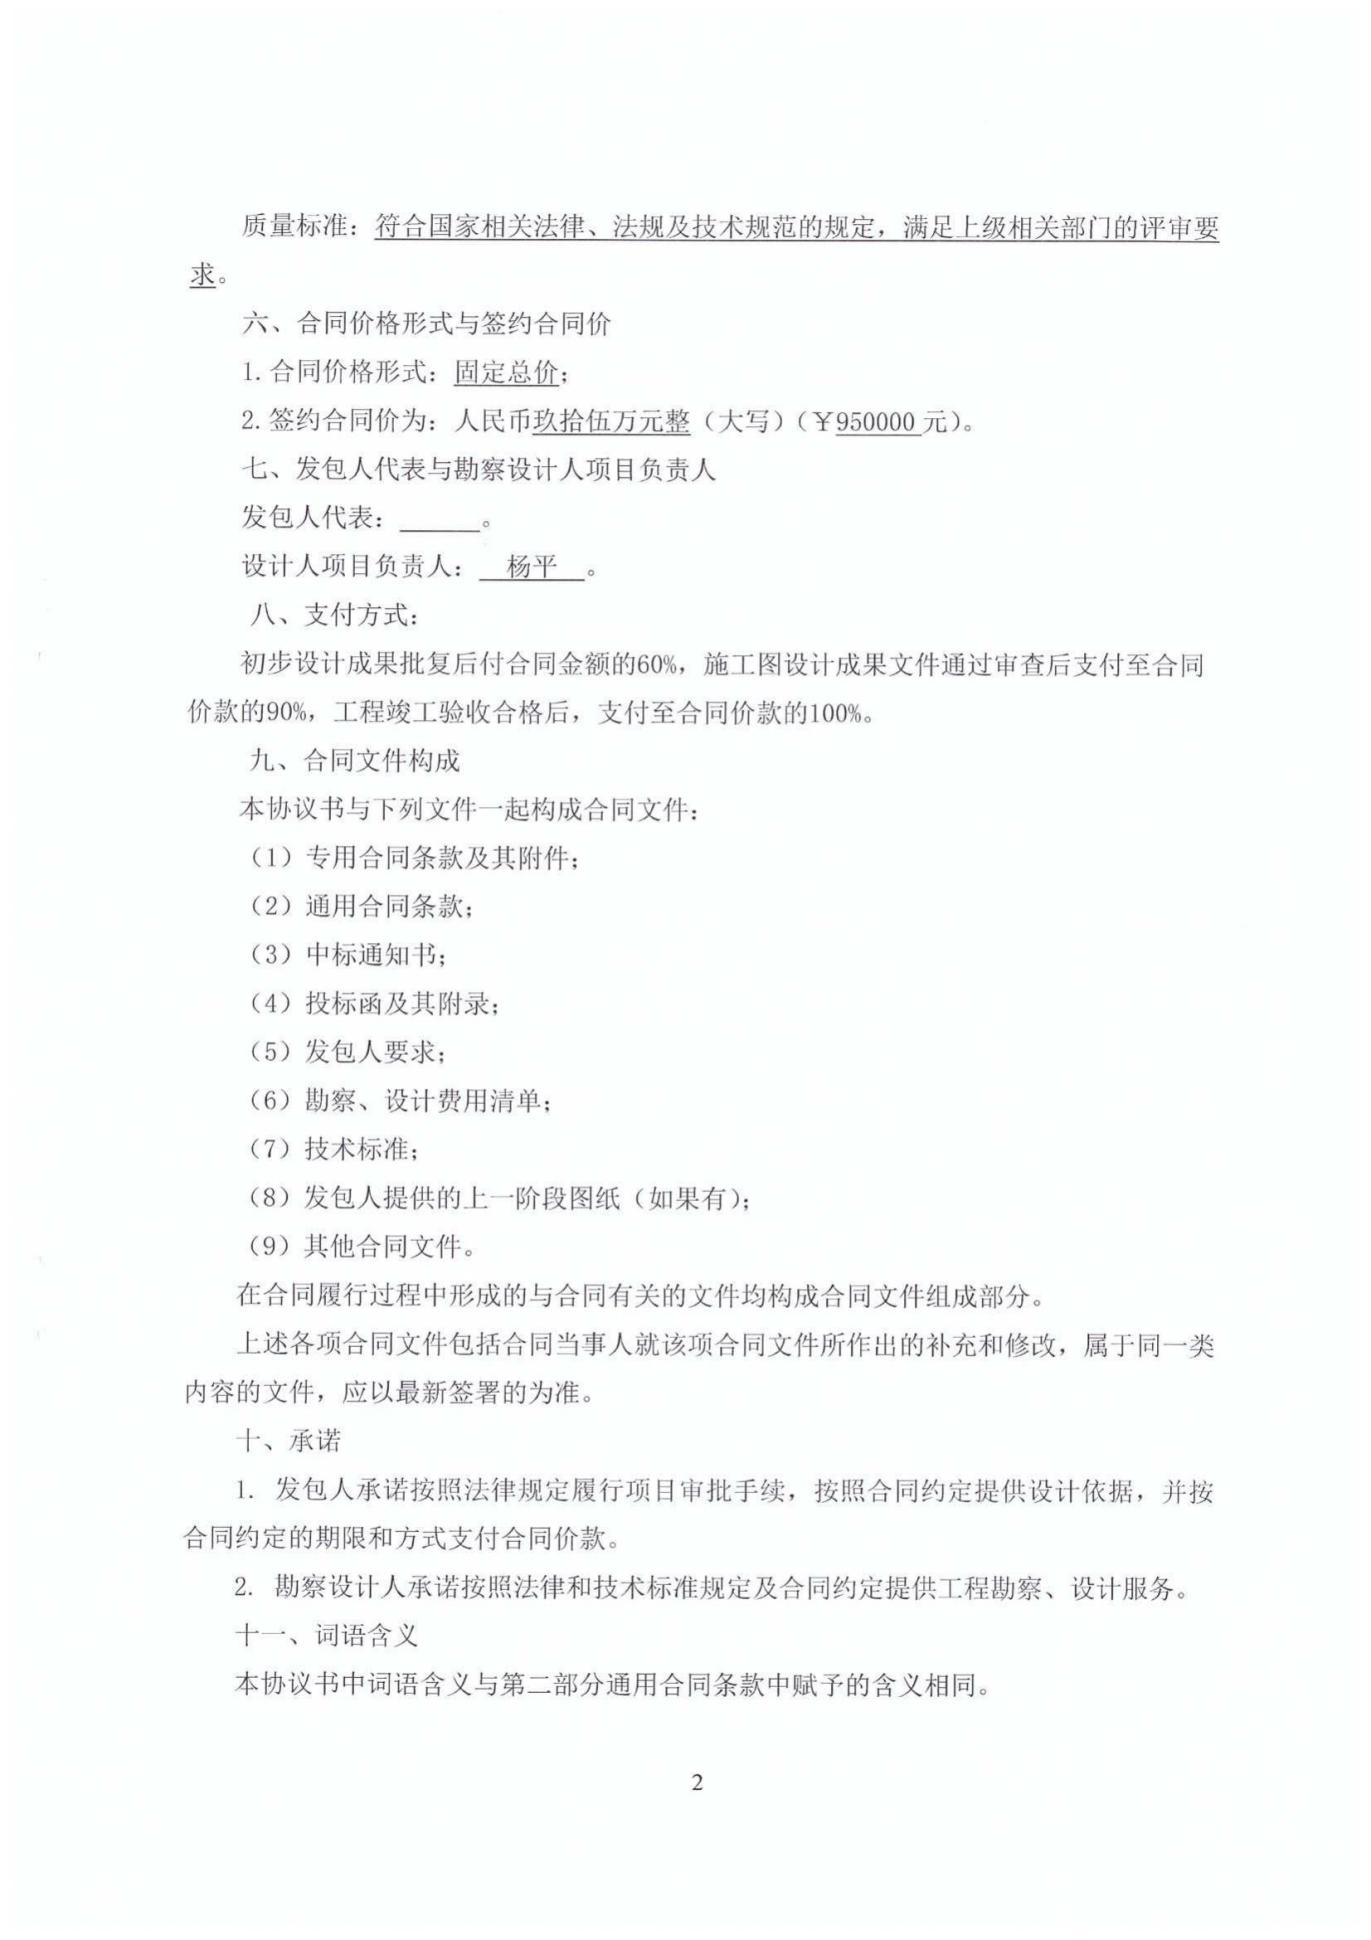 质量标准：符合国家相关法律、法规及技术规范的规定，满足上级相关部门的评审要
求。
六、合同价格形式与签约合同价
1.合同价格形式：固定总价；
2.签约合同价为：人民币玖拾伍万元整（大写）（￥950000 元）。
七、发包人代表与勘察设计人项目负责人
发包人代表：______。
设计人项目负责人： 杨平 。
八、支付方式：
初步设计成果批复后付合同金额的60%，施工图设计成果文件通过审查后支付至合同
价款的90%，工程竣工验收合格后，支付至合同价款的100%。
九、合同文件构成
本协议书与下列文件一起构成合同文件：
（1）专用合同条款及其附件；
（2）通用合同条款；
（3）中标通知书；
（4）投标函及其附录；
（5）发包人要求；
（6）勘察、设计费用清单；
（7）技术标准；
（8）发包人提供的上一阶段图纸（如果有）；
（9）其他合同文件。
在合同履行过程中形成的与合同有关的文件均构成合同文件组成部分。
上述各项合同文件包括合同当事人就该项合同文件所作出的补充和修改，属于同一类
内容的文件，应以最新签署的为准。
十、承诺
1. 发包人承诺按照法律规定履行项目审批手续，按照合同约定提供设计依据，并按
合同约定的期限和方式支付合同价款。
2. 勘察设计人承诺按照法律和技术标准规定及合同约定提供工程勘察、设计服务。
十一、词语含义
本协议书中词语含义与第二部分通用合同条款中赋予的含义相同。
2